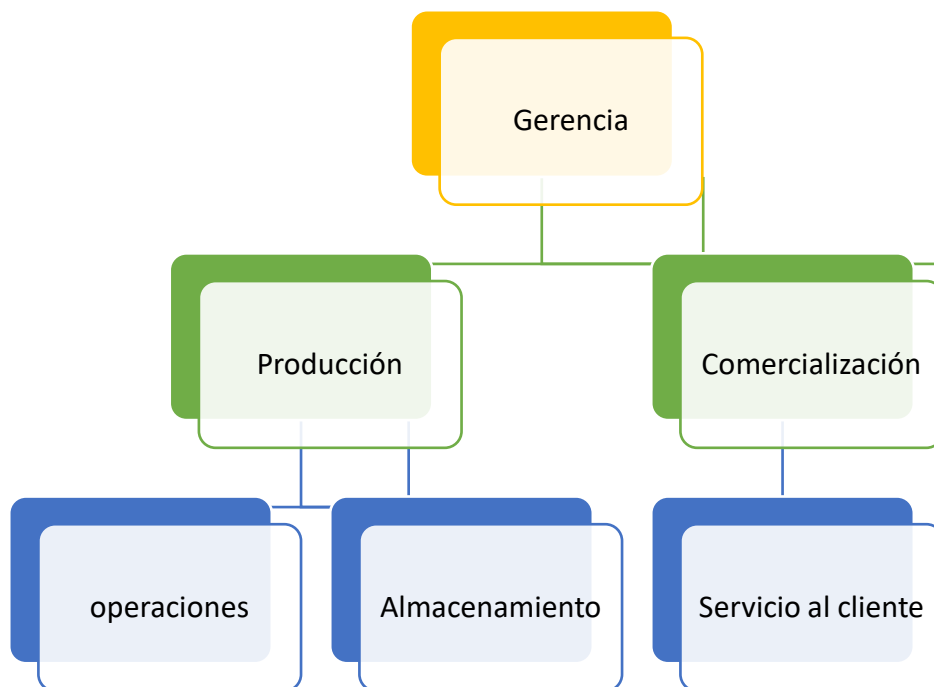 Gerencia
Producción
Comercialización
operaciones
Almacenamiento
Servicio al cliente